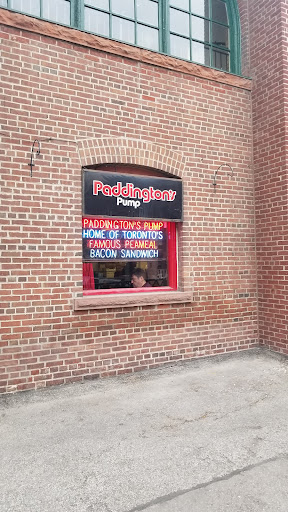 Paddington's
Pump
PADDINGTON'S PUMP
HOME OF TORONTO'S
FAMOUS PEAMEAL
BACON SANDWICH